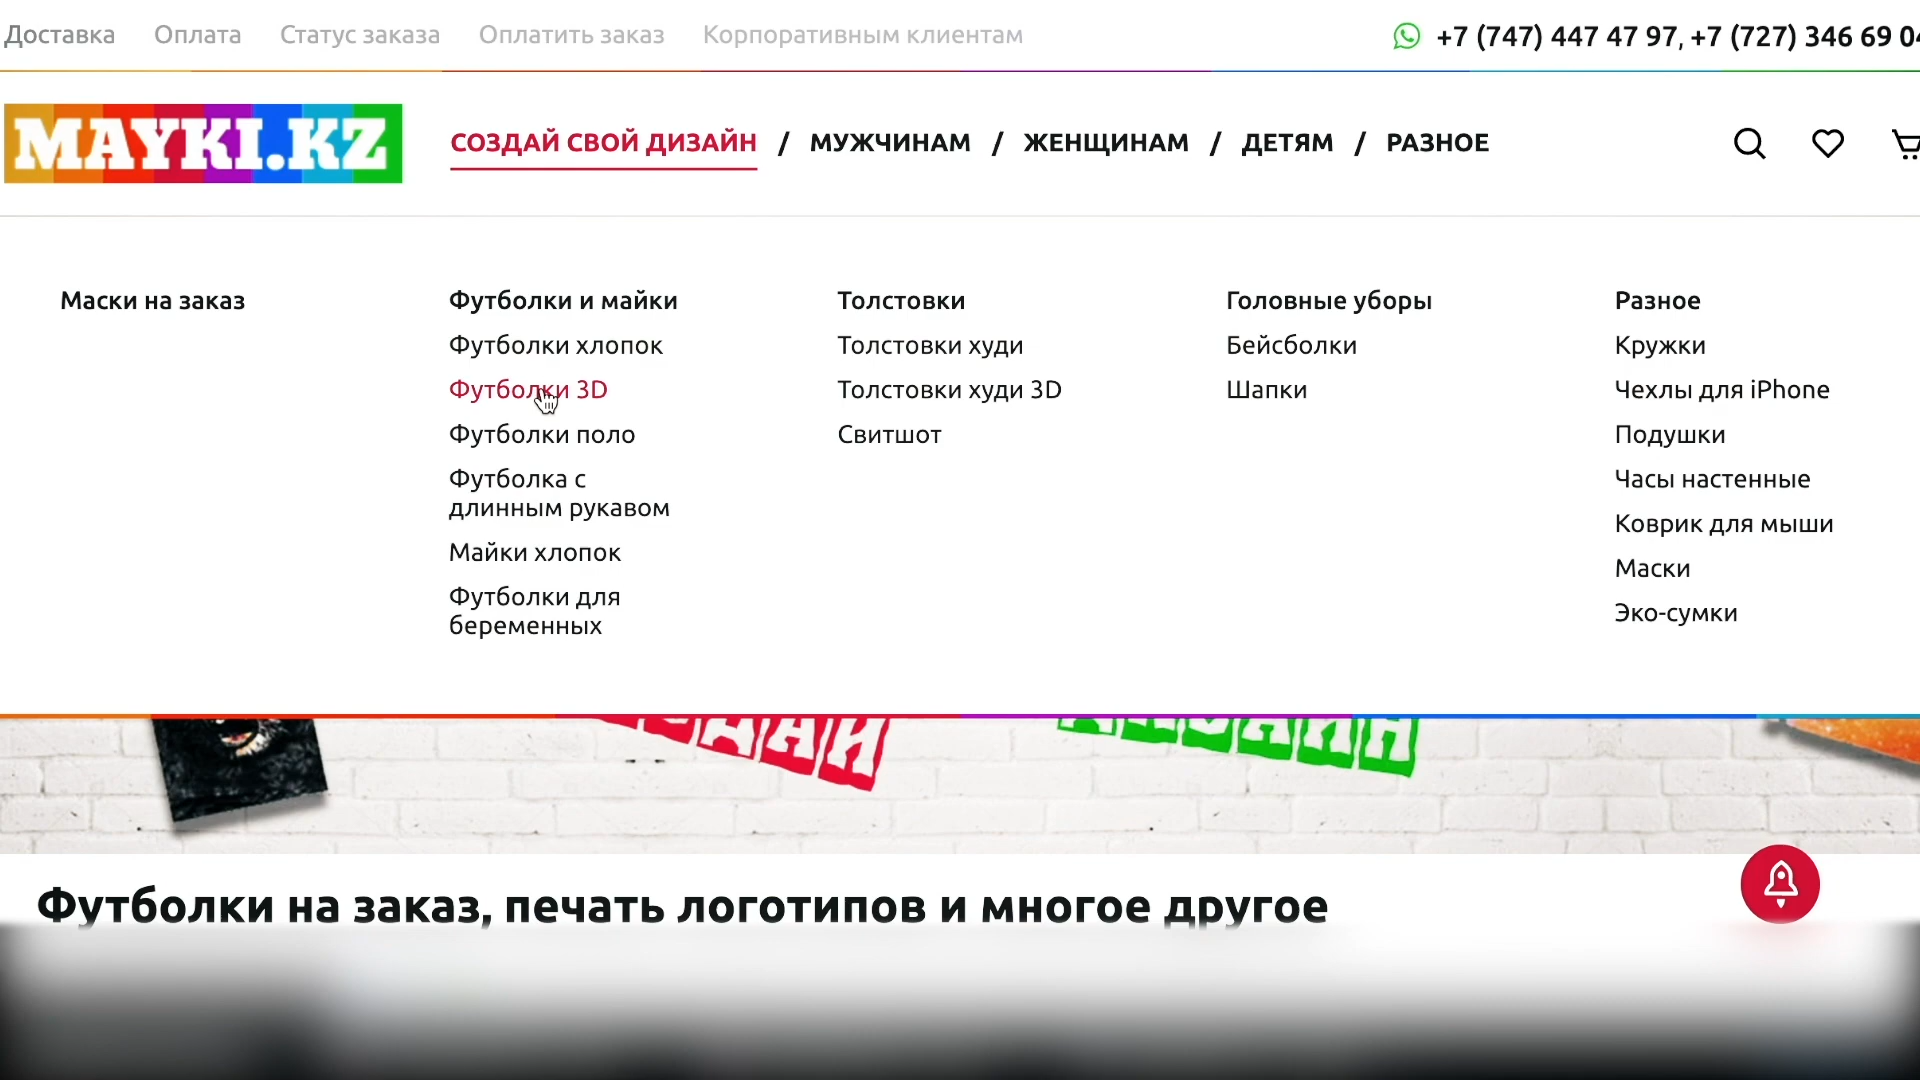 Доставка Оплата Статус заказа Оплатить заказ Корпоративным клиентам +7 (747) 447 47 97, +7 (727) 346 69 04
MAYKI.KZ СОЗДАЙ СВОЙ ДИЗАЙН / МУЖЧИНАМ / ЖЕНЩИНАМ / ДЕТЯМ / РАЗНОЕ
Маски на заказ
Футболки и майки
Футболки хлопок
Футболки 3D
Футболки поло
Футболка с
длинным рукавом
Майки хлопок
Футболки для
беременных
Толстовки
Толстовки худи
Толстовки худи 3D
Свитшот
Головные уборы
Бейсболки
Шапки
Разное
Кружки
Чехлы для iPhone
Подушки
Часы настенные
Коврик для мыши
Маски
Эко-сумки
Футболки на заказ, печать логотипов и многое другое